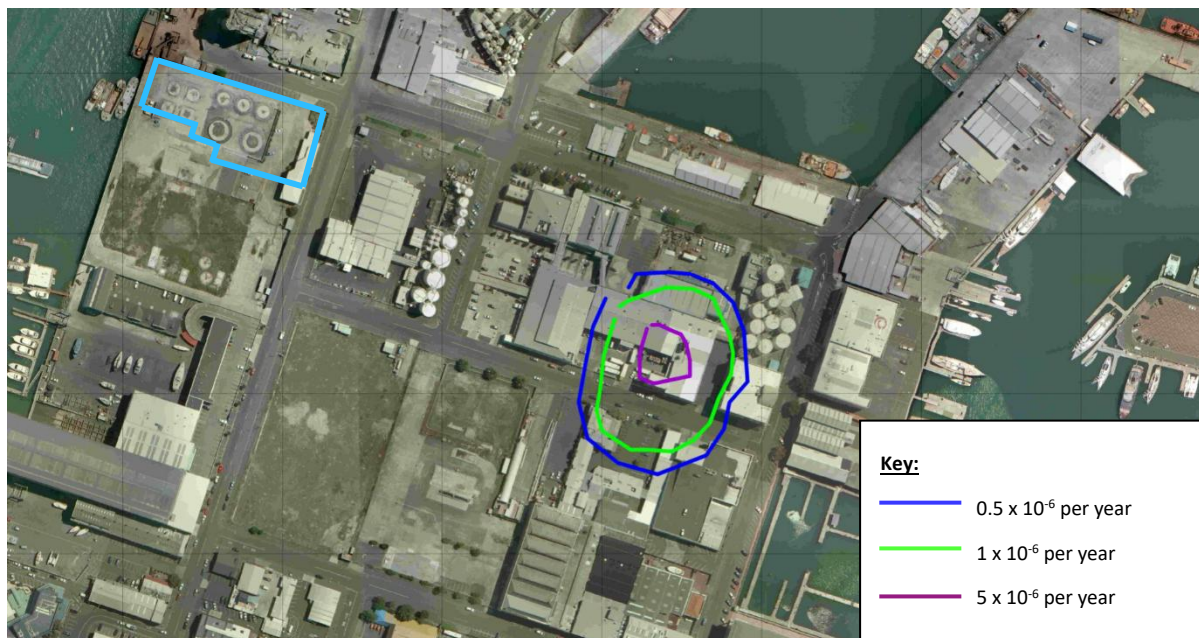 Key:
0.5 x 10⁻⁶ per year
1 x 10⁻⁶ per year
5 x 10⁻⁶ per year